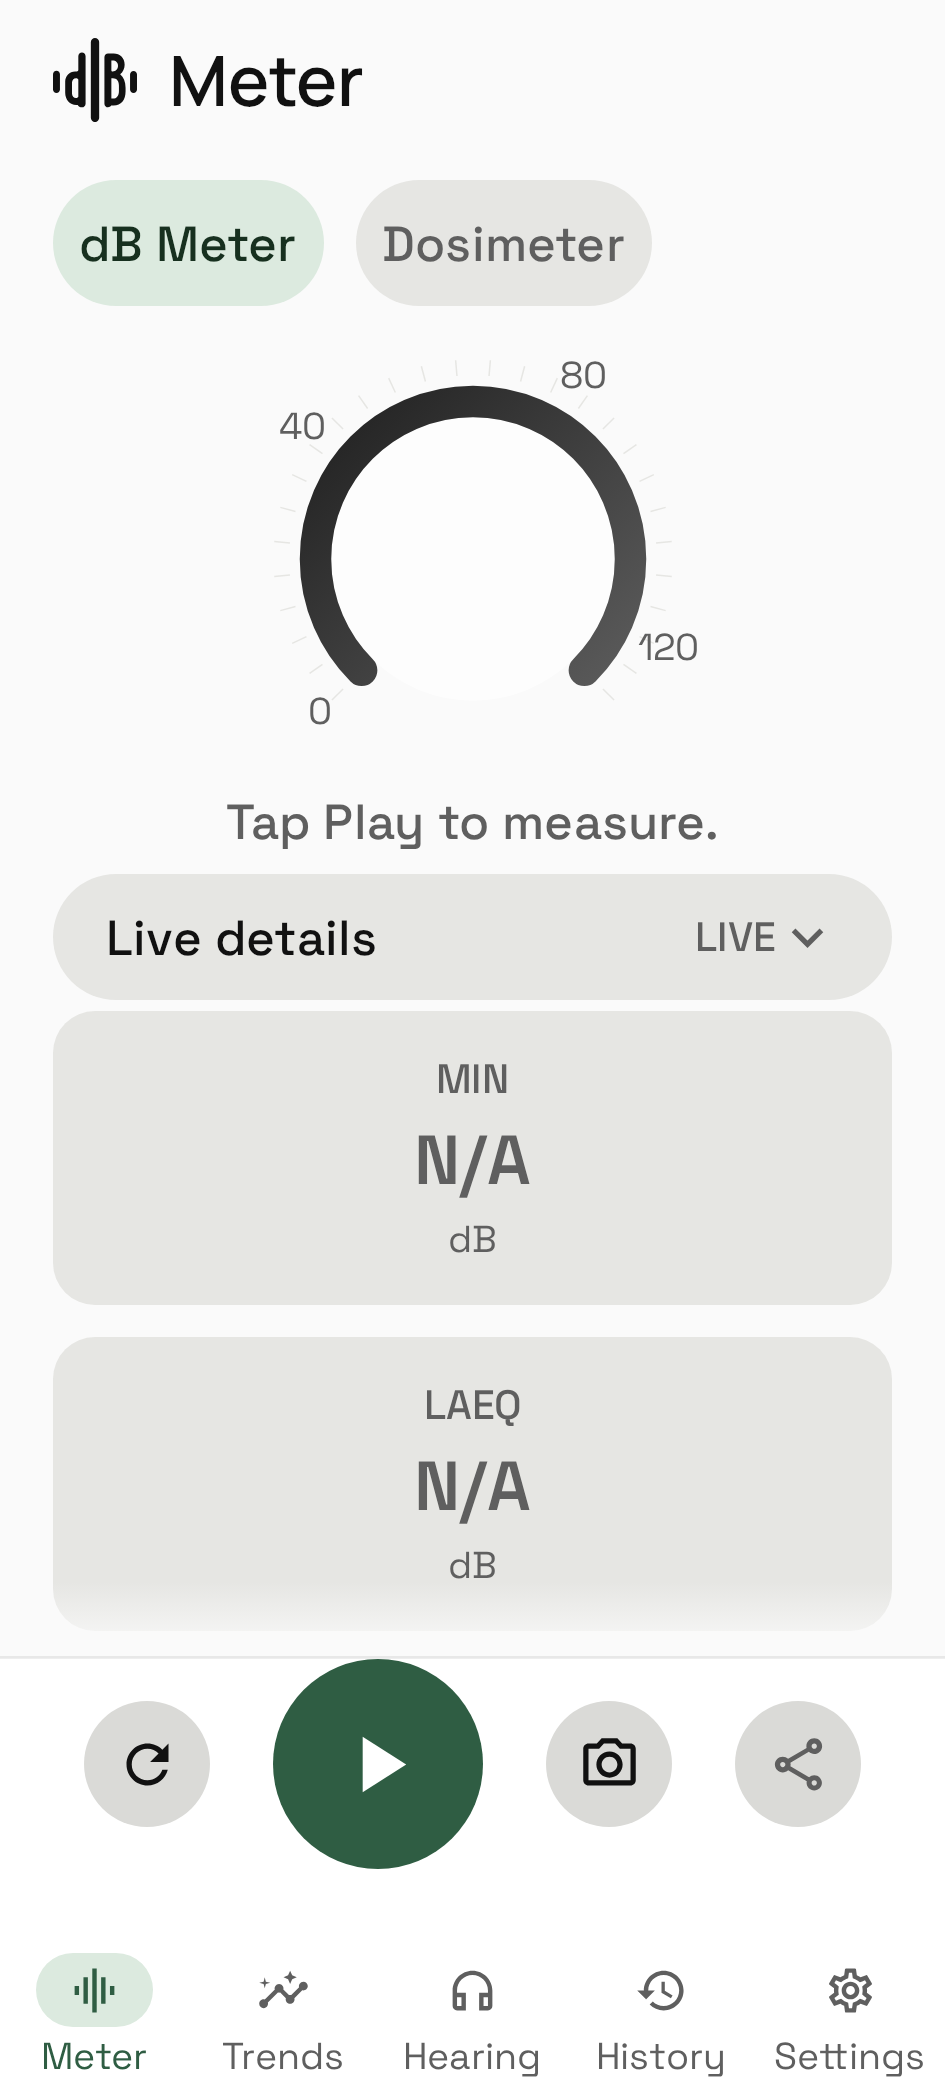 dB Meter
dB Meter Dosimeter
80
40
120
0
Tap Play to measure.
Live details LIVE
MIN
N/A
dB
LAEQ
N/A
dB
Meter Trends Hearing History Settings